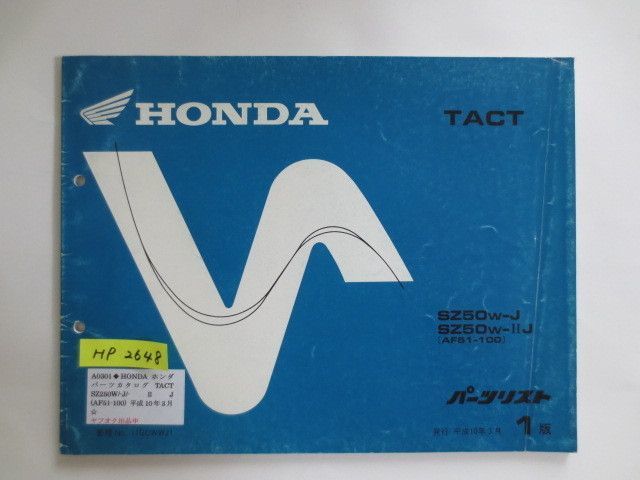 HONDA
TACT
SZ50W-J
SZ50W-IIJ
(AF51-100)
HP 2648
A0301◆HONDA ホンダ
パーツカタログ TACT
SZ250W/-J/- II J
(AF51-100) 平成10年3月
☆
ヤフオク出品中
パーツリスト
発行 平成10年3月 1版